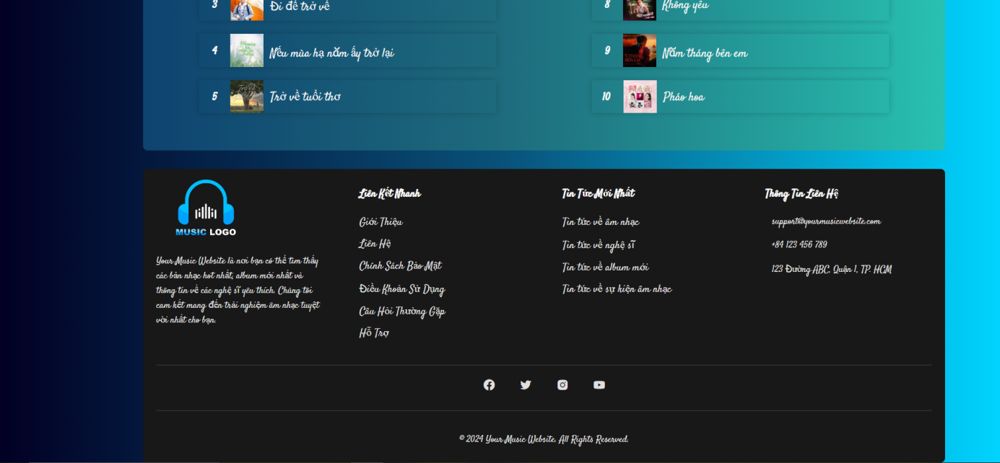 3 Đi để trở về
4 Nếu mùa hạ năm ấy trở lại
5 Trở về tuổi thơ
8 Không yêu
9 Năm tháng bên em
10 Pháo hoa
MUSIC LOGO
Your Music Website là nơi bạn có thể tìm thấy
các bản nhạc hot nhất, album mới nhất và
thông tin về các nghệ sĩ yêu thích. Chúng tôi
cam kết mang đến trải nghiệm âm nhạc tuyệt
vời nhất cho bạn.
Liên Kết Nhanh
Giới Thiệu
Liên Hệ
Chính Sách Bảo Mật
Điều Khoản Sử Dụng
Câu Hỏi Thường Gặp
Hỗ Trợ
Tin Tức Mới Nhất
Tin tức về âm nhạc
Tin tức về nghệ sĩ
Tin tức về album mới
Tin tức về sự kiện âm nhạc
Thông Tin Liên Hệ
support@yourmusicwebsite.com
+84 123 456 789
123 Đường ABC, Quận 1, TP. HCM
© 2024 Your Music Website. All Rights Reserved.